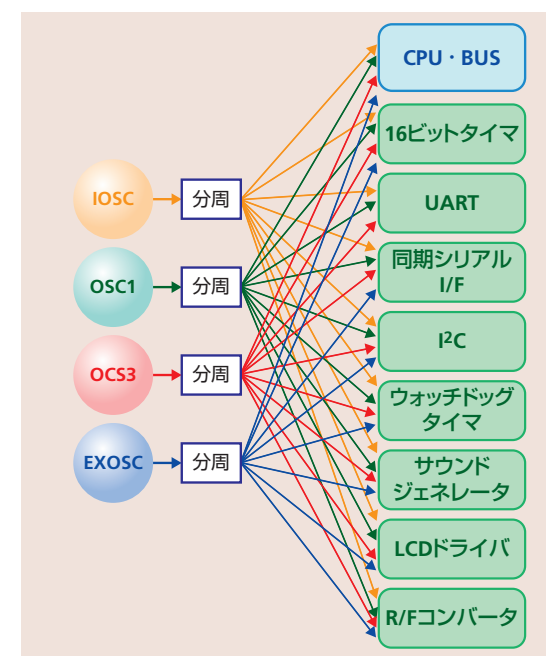 IOSC
分周
OSC1
分周
OCS3
分周
EXOSC
分周
CPU・BUS
16ビットタイマ
UART
同期シリアル
I/F
I²C
ウォッチドッグ
タイマ
サウンド
ジェネレータ
LCDドライバ
R/Fコンバータ